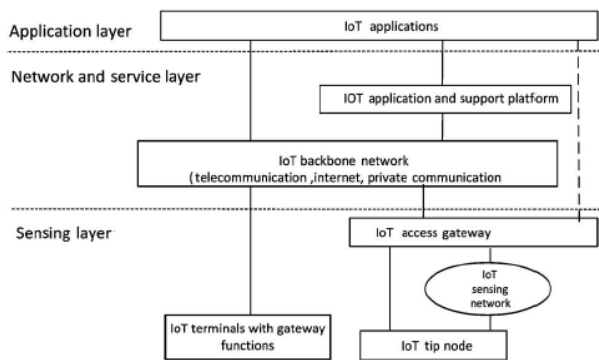 Application layer
IoT applications
Network and service layer
IOT application and support platform
IoT backbone network
(telecommunication ,internet, private communication
Sensing layer
IoT access gateway
IoT
sensing
network
IoT terminals with gateway
functions
IoT tip node